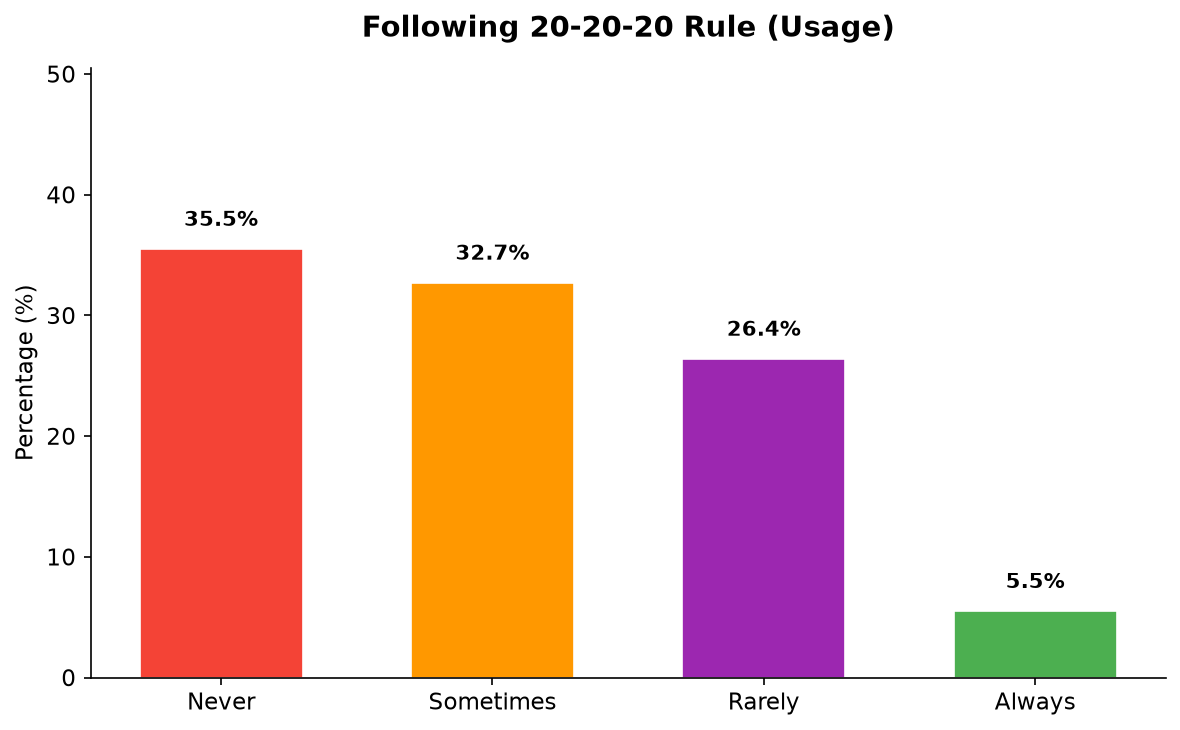 Following 20-20-20 Rule (Usage)
Percentage (%)
50
40
30
20
10
0
35.5%
32.7%
26.4%
5.5%
Never
Sometimes
Rarely
Always